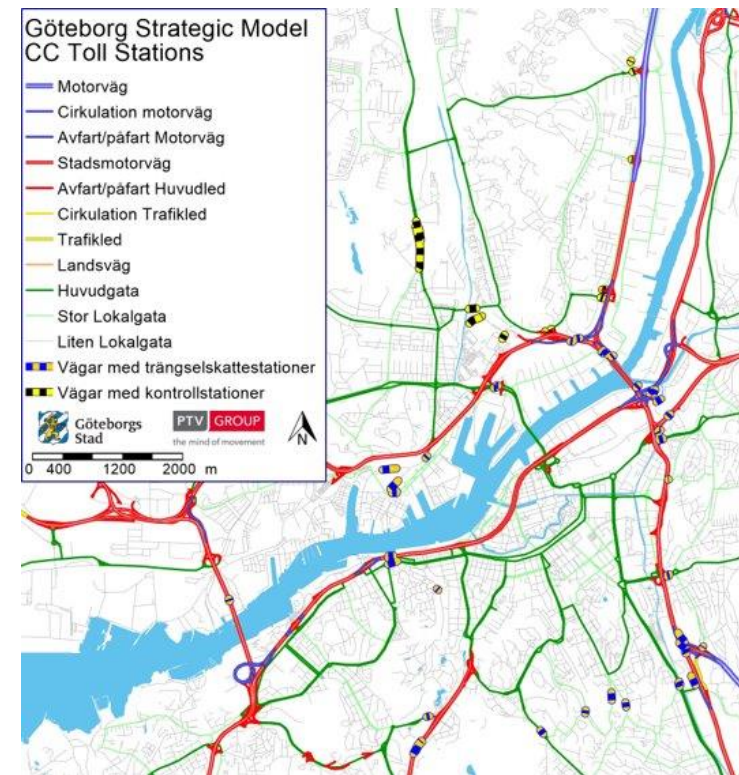 Göteborg Strategic Model
CC Toll Stations
Motorväg
Cirkulation motorväg
Avfart/påfart Motorväg
Stadsmotorväg
Avfart/påfart Huvudled
Cirkulation Trafikled
Trafikled
Landsväg
Huvudgata
Stor Lokalgata
Liten Lokalgata
Vägar med trängselskattestationer
Vägar med kontrollstationer
Göteborgs
Stad
PTV GROUP
the mind of movement
N
0 400 1200 2000 m